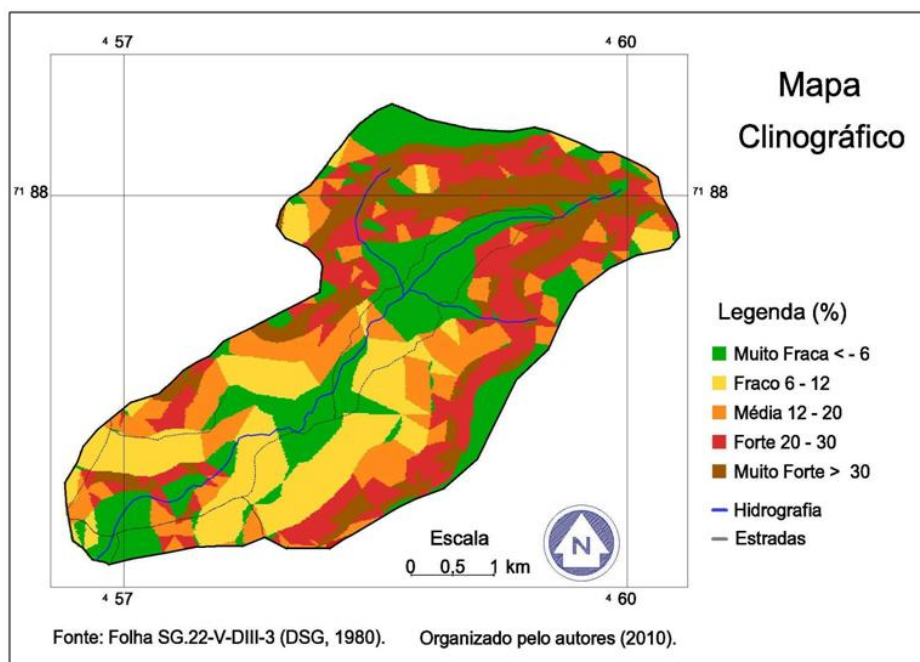 ⁴ 57
⁴ 60
Mapa
Clinográfico
⁷¹ 88
⁷¹ 88
Legenda (%)
Muito Fraca < - 6
Fraco 6 - 12
Média 12 - 20
Forte 20 - 30
Muito Forte > 30
Hidrografia
Estradas
Escala
0 0,5 1 km
N
⁴ 57
⁴ 60
Fonte: Folha SG.22-V-DIII-3 (DSG, 1980). Organizado pelo autores (2010).